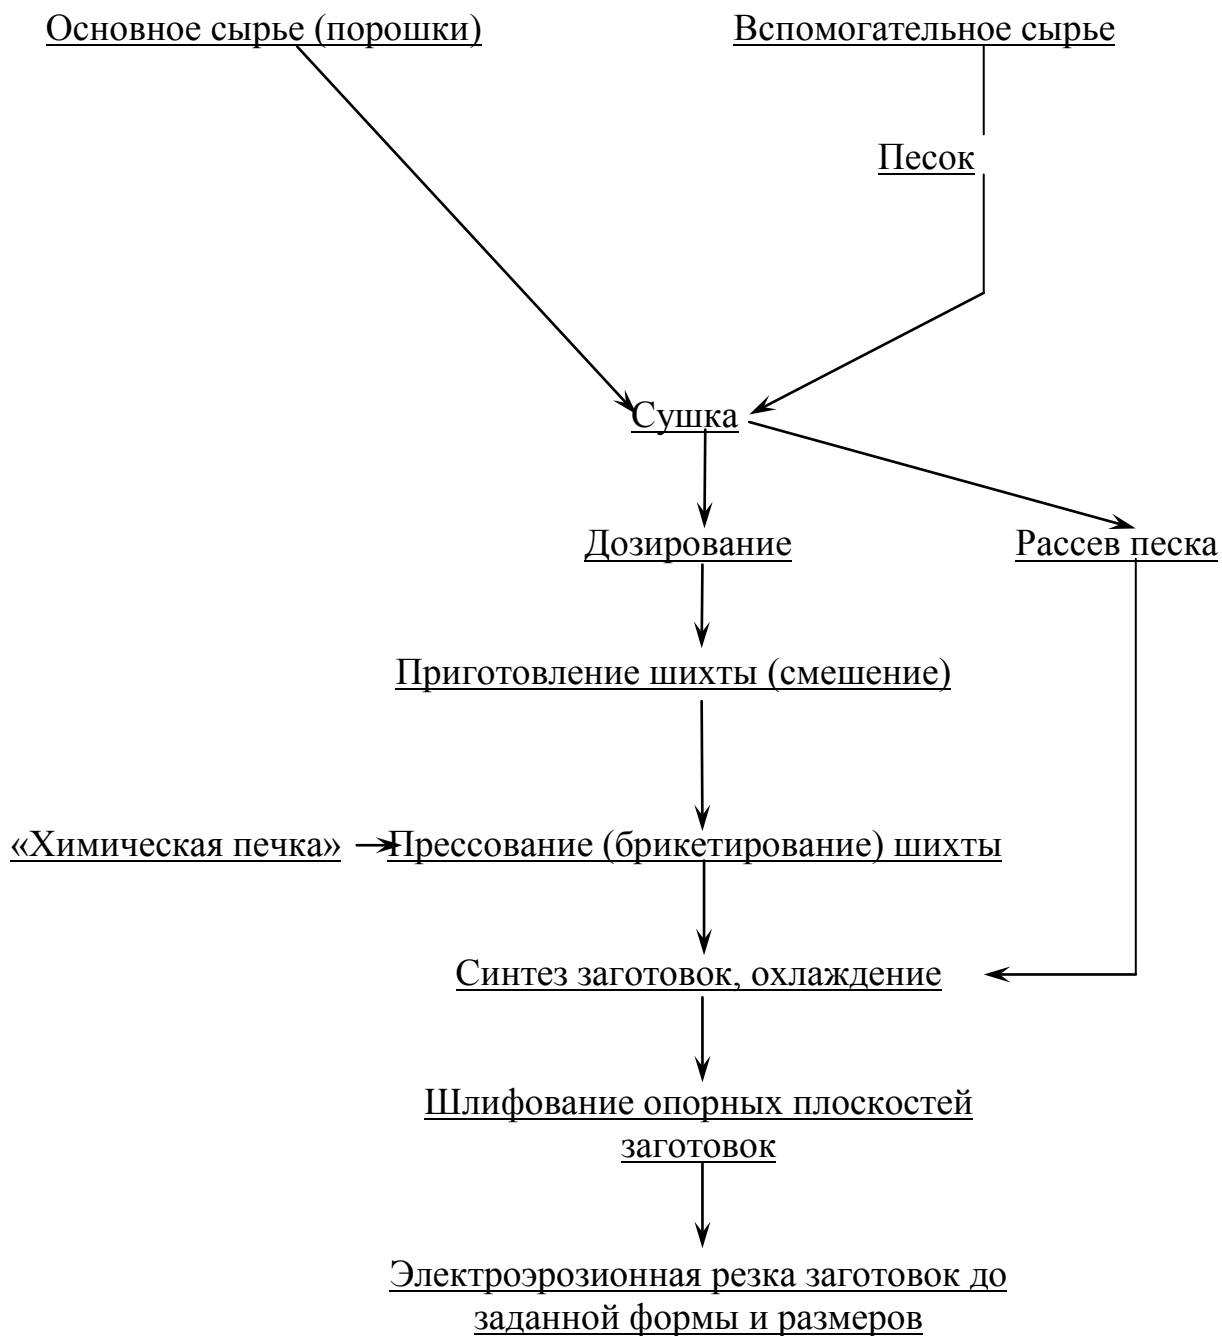 Основное сырье (порошки)
Вспомогательное сырье
Песок
Сушка
Дозирование
Рассев песка
Приготовление шихты (смешение)
«Химическая печка»
Прессование (брикетирование) шихты
Синтез заготовок, охлаждение
Шлифование опорных плоскостей
заготовок
Электроэрозионная резка заготовок до
заданной формы и размеров